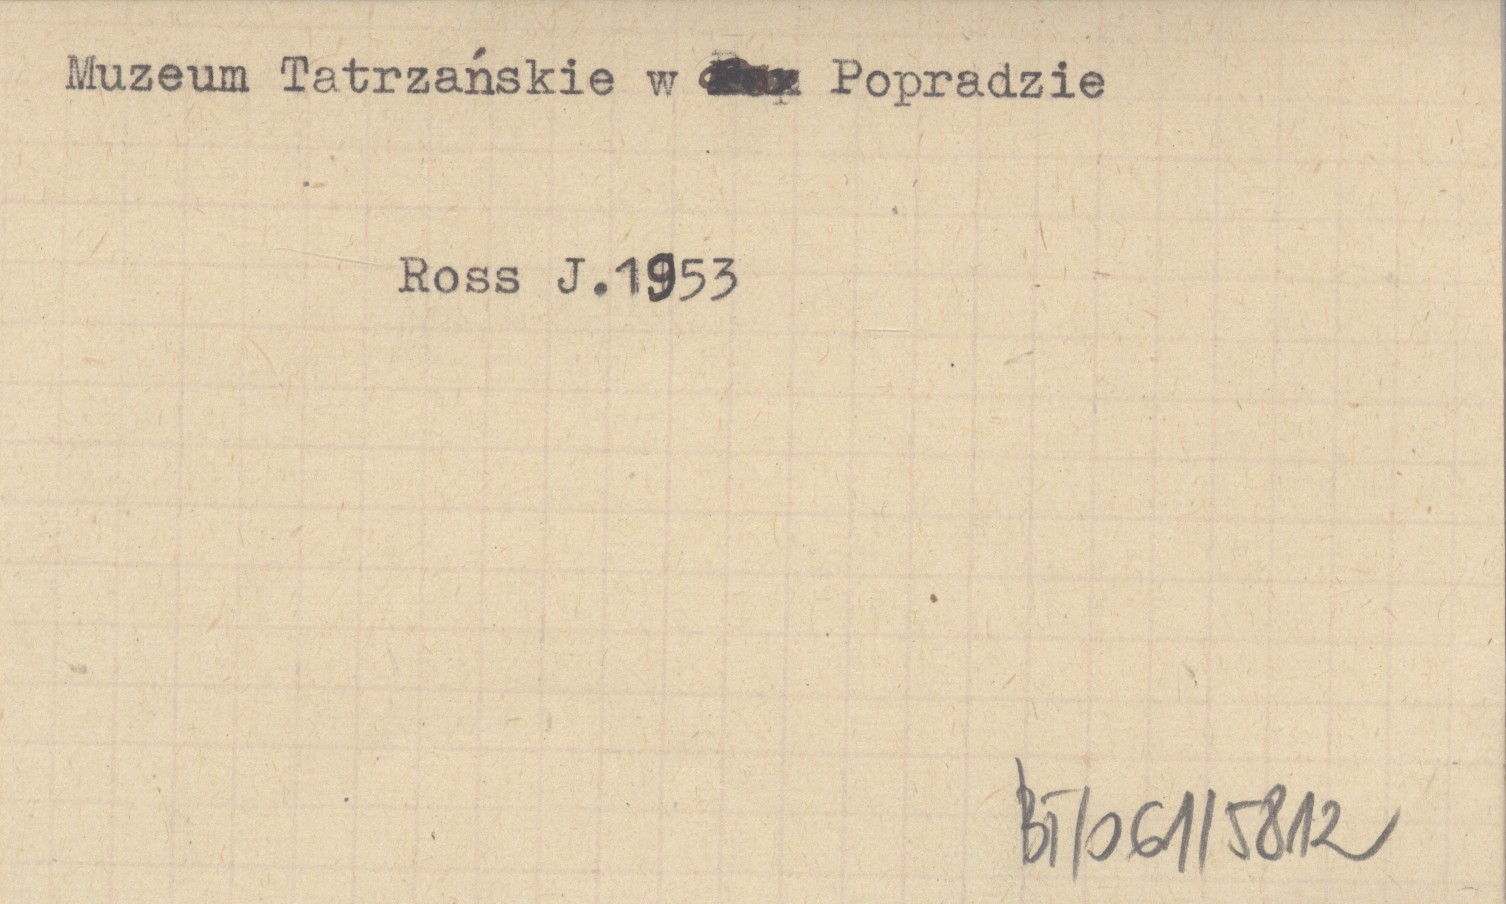 Muzeum Tatrzańskie w Popradzie
Ross J.1953
BT/061/5812